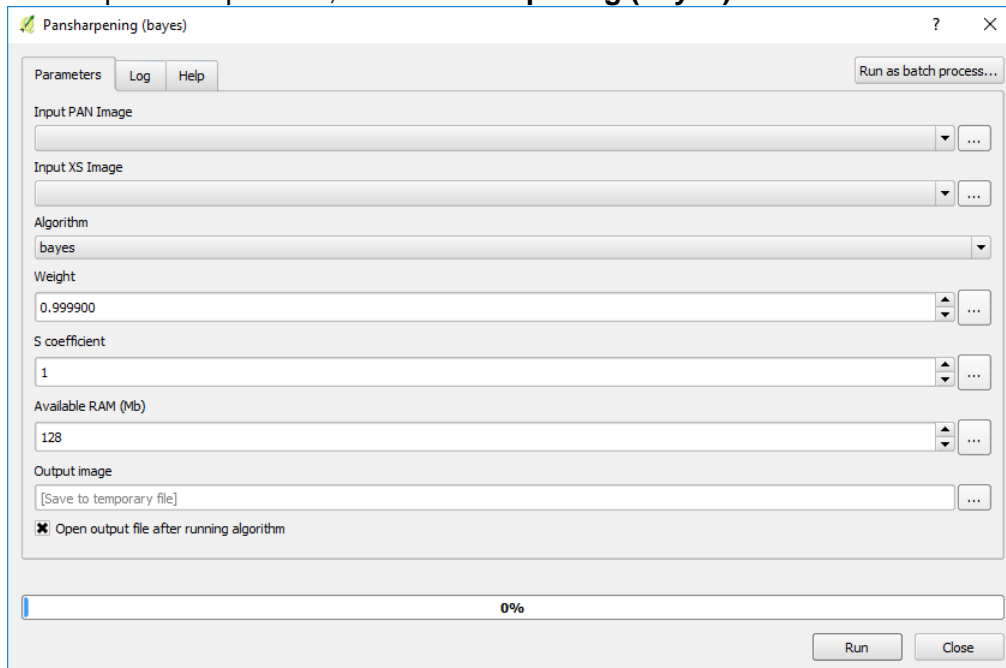 Pansharpening (bayes)
?
Parameters
Log
Help
Run as batch process...
Input PAN Image
...
Input XS Image
...
Algorithm
bayes
Weight
0.999900
...
S coefficient
1
...
Available RAM (Mb)
128
...
Output image
[Save to temporary file]
...
Open output file after running algorithm
0%
Run
Close